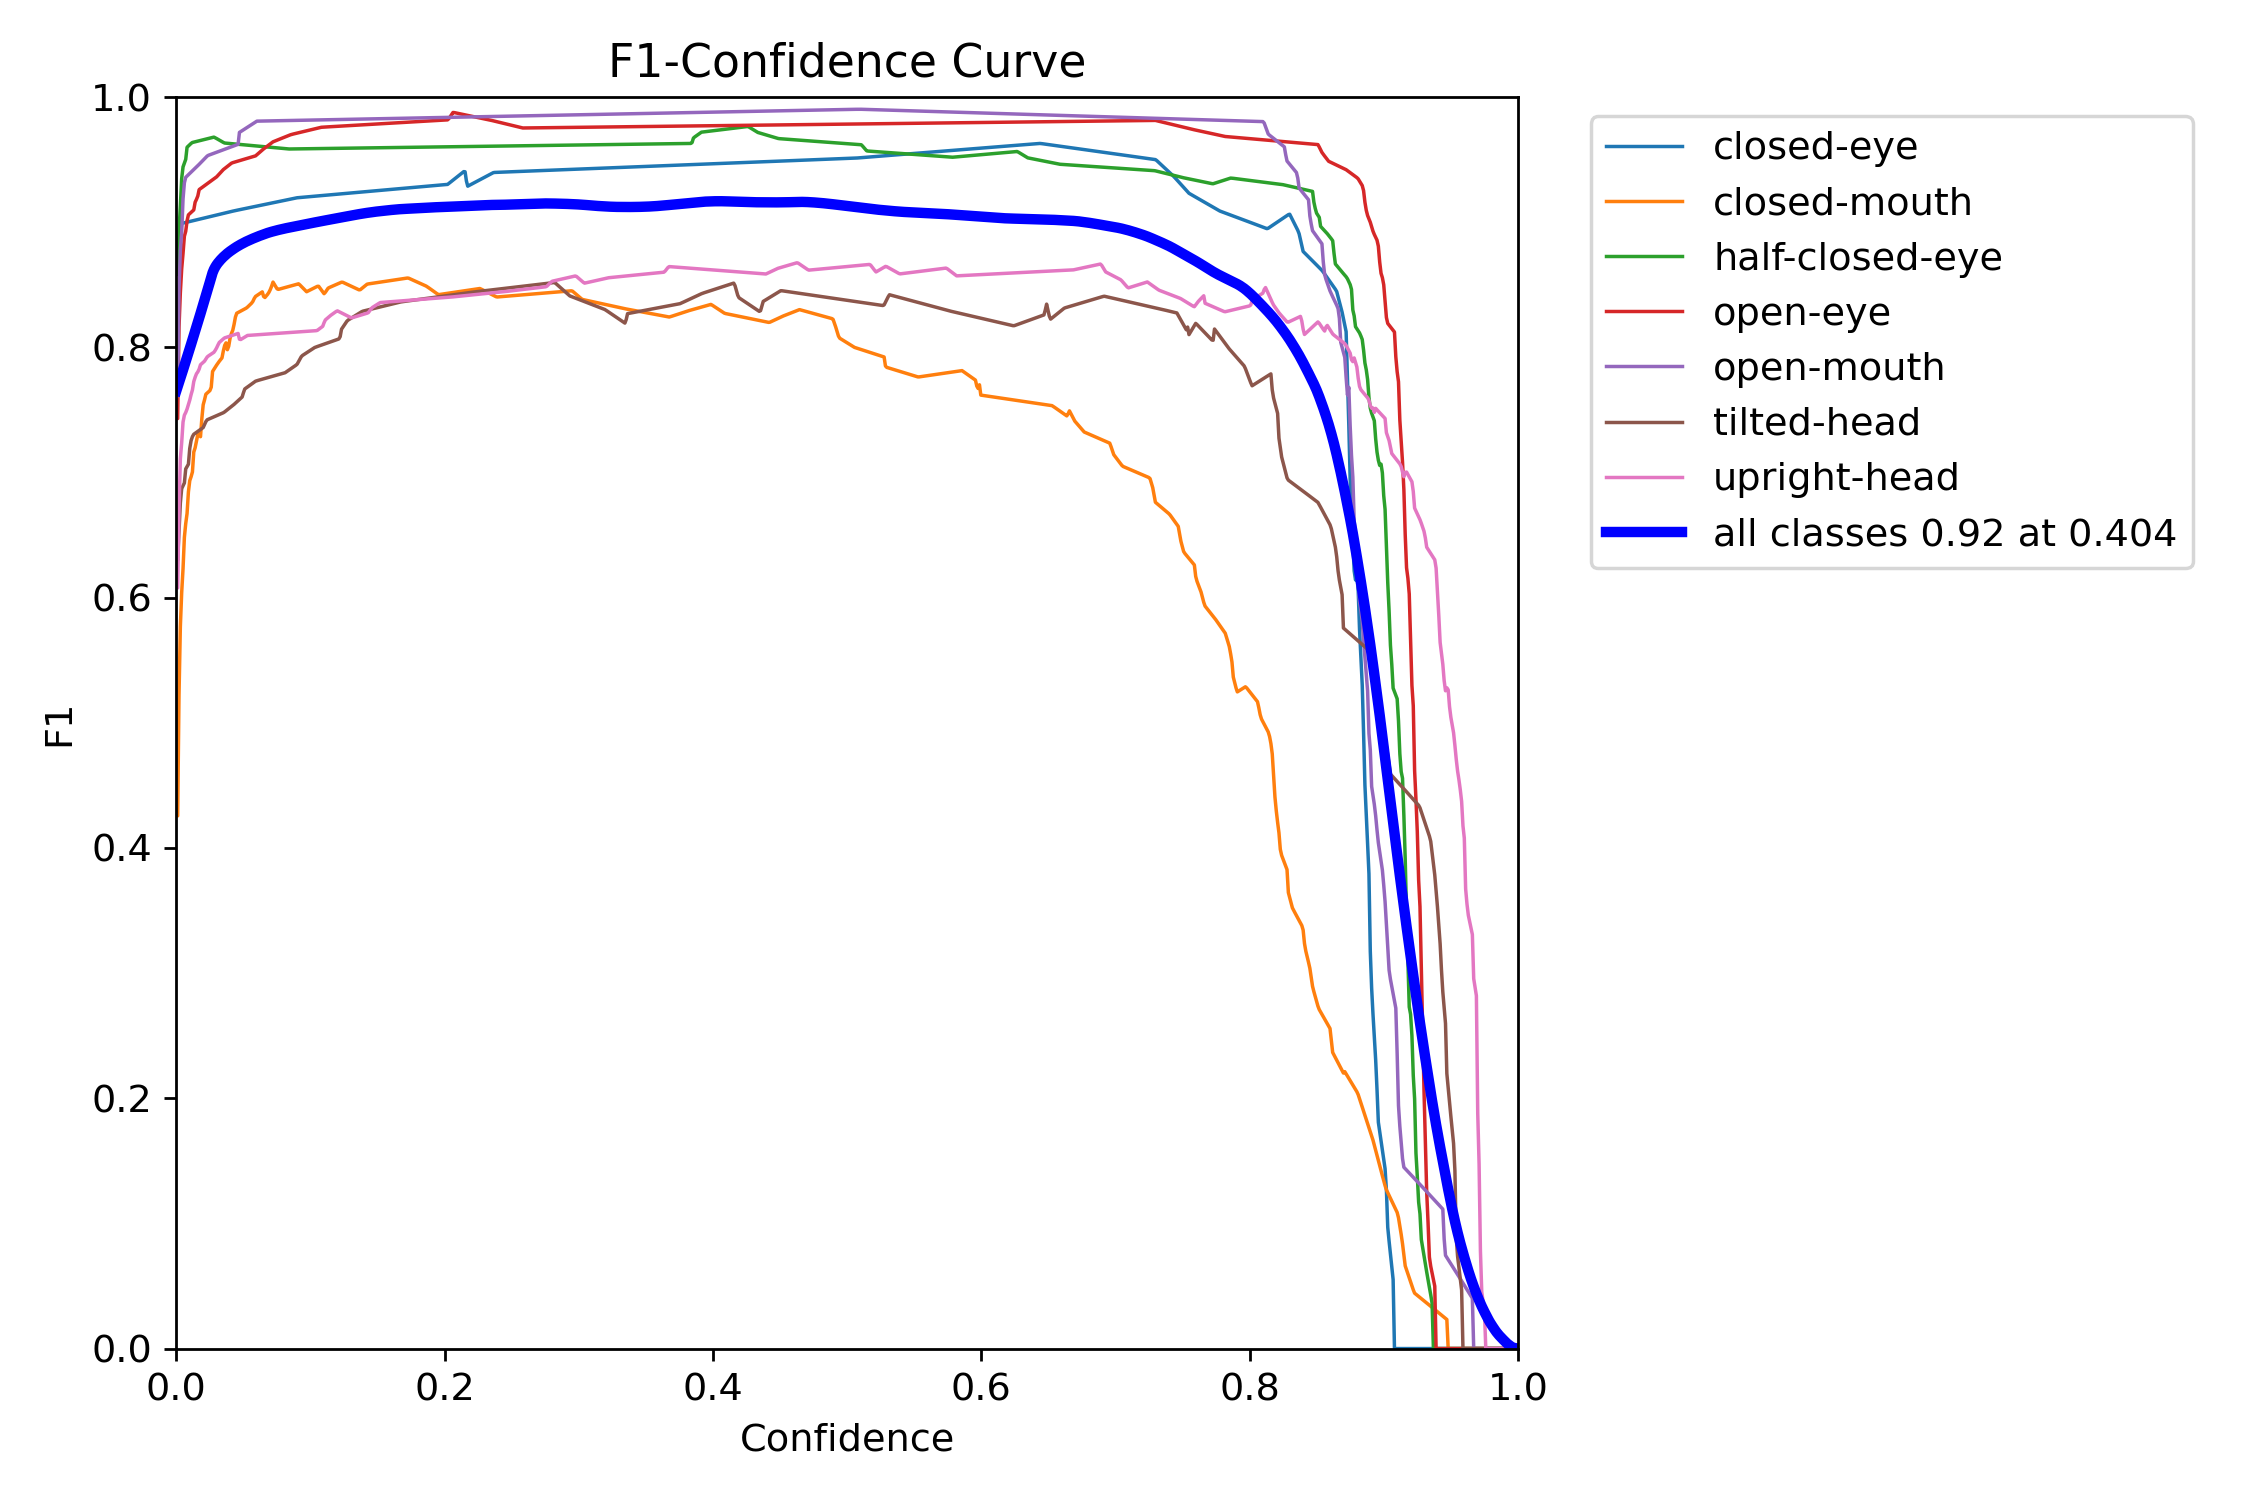 F1-Confidence Curve
1.0
0.8
0.6
0.4
0.2
0.0
F1
0.0 0.2 0.4 0.6 0.8 1.0
Confidence
closed-eye
closed-mouth
half-closed-eye
open-eye
open-mouth
tilted-head
upright-head
all classes 0.92 at 0.404